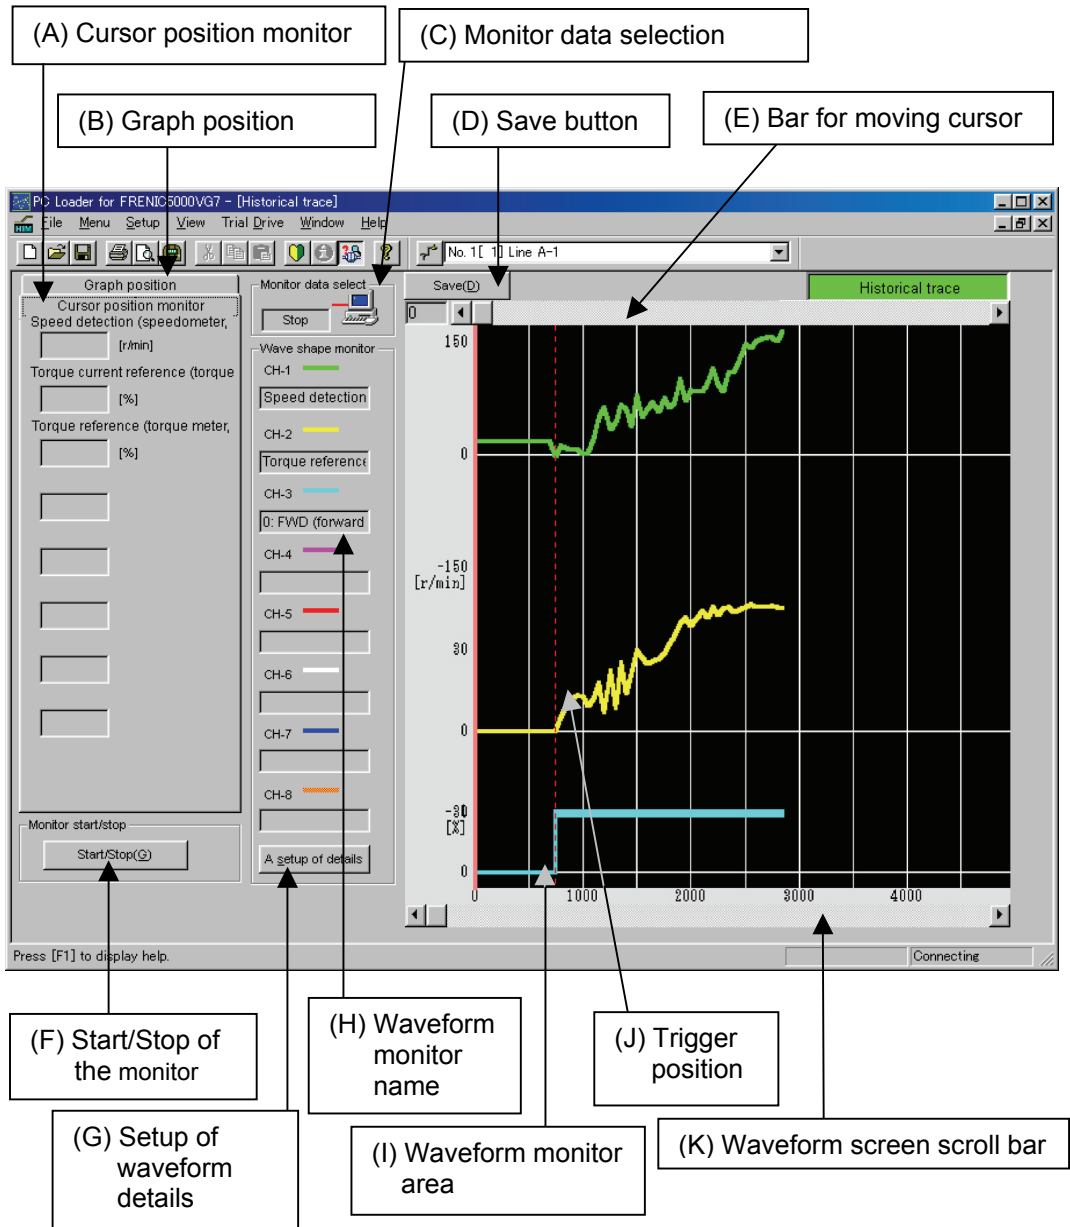 (A) Cursor position monitor
(C) Monitor data selection
(B) Graph position
(D) Save button
(E) Bar for moving cursor
PC Loader for FRENIC5000VG7 - [Historical trace]
File Menu Setup View Trial Drive Window Help
No. 1[ 1] Line A-1
Graph position
Cursor position monitor
Speed detection (speedometer,
[r/min]
Torque current reference (torque
[%]
Torque reference (torque meter,
[%]
Monitor start/stop
Start/Stop(G)
Monitor data select
Stop
Wave shape monitor
CH-1
Speed detection
CH-2
Torque reference
CH-3
0: FWD (forward
CH-4
CH-5
CH-6
CH-7
CH-8
A setup of details
Save(D)
Historical trace
0
150
0
-150
[r/min]
30
0
[%]
0
0 1000 2000 3000 4000
Press [F1] to display help.
Connecting
(F) Start/Stop of
the monitor
(H) Waveform
monitor
name
(J) Trigger
position
(G) Setup of
waveform
details
(I) Waveform monitor
area
(K) Waveform screen scroll bar